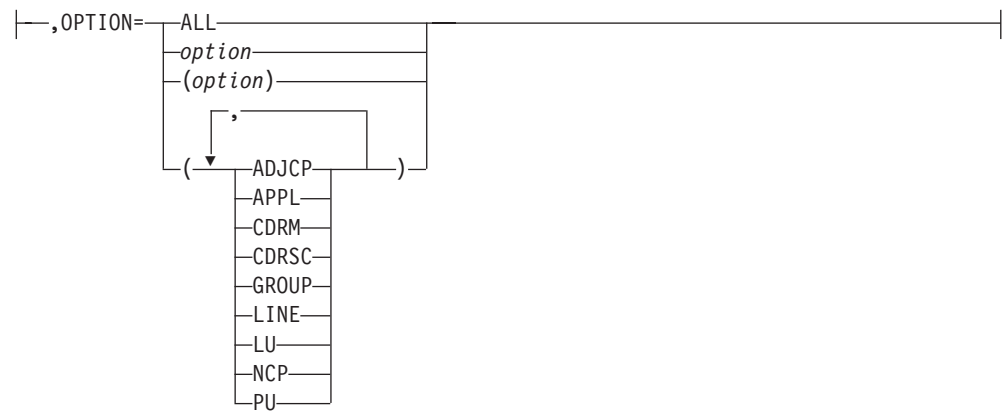 ,OPTION= ALL
option
(option)
,
( ADJCP )
APPL
CDRM
CDRSC
GROUP
LINE
LU
NCP
PU